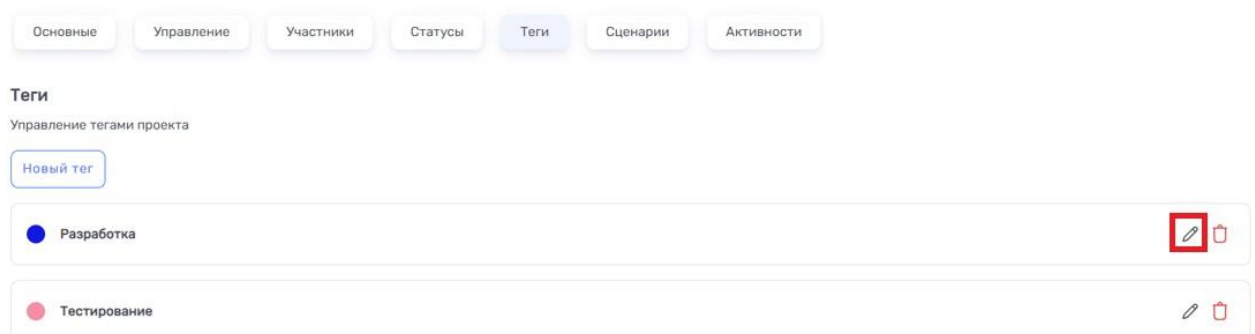 Основные Управление Участники Статусы Теги Сценарии Активности
Теги
Управление тегами проекта
Новый тег
Разработка
Тестирование